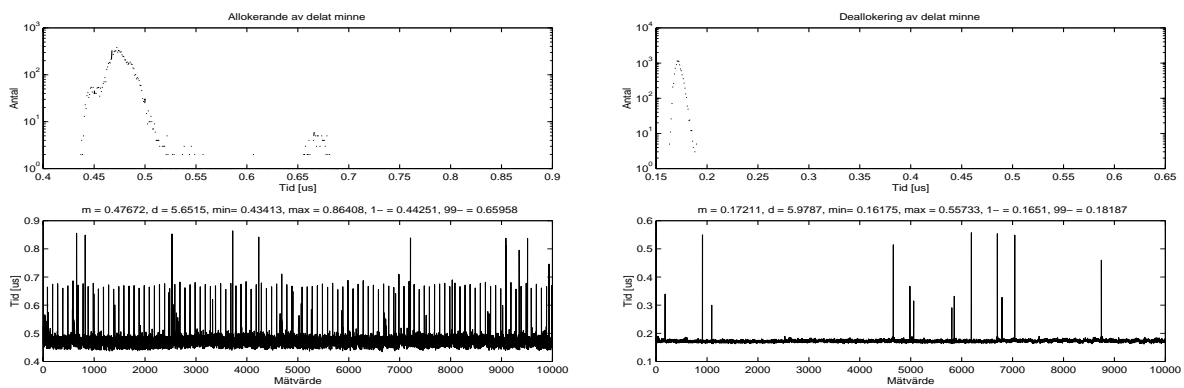 Allokerande av delat minne
Antal
10^3
10^2
10^1
10^0
0.4 0.45 0.5 0.55 0.6 0.65 0.7 0.75 0.8 0.85 0.9
Tid [us]
m = 0.47672, d = 5.6515, min= 0.43413, max = 0.86408, 1− = 0.44251, 99− = 0.65958
Tid [us]
0.9
0.8
0.7
0.6
0.5
0.4
0 1000 2000 3000 4000 5000 6000 7000 8000 9000 10000
Mätvärde
Deallokering av delat minne
Antal
10^4
10^3
10^2
10^1
10^0
0.15 0.2 0.25 0.3 0.35 0.4 0.45 0.5 0.55 0.6 0.65
Tid [us]
m = 0.17211, d = 5.9787, min= 0.16175, max = 0.55733, 1− = 0.1651, 99− = 0.18187
Tid [us]
0.6
0.5
0.4
0.3
0.2
0.1
0 1000 2000 3000 4000 5000 6000 7000 8000 9000 10000
Mätvärde